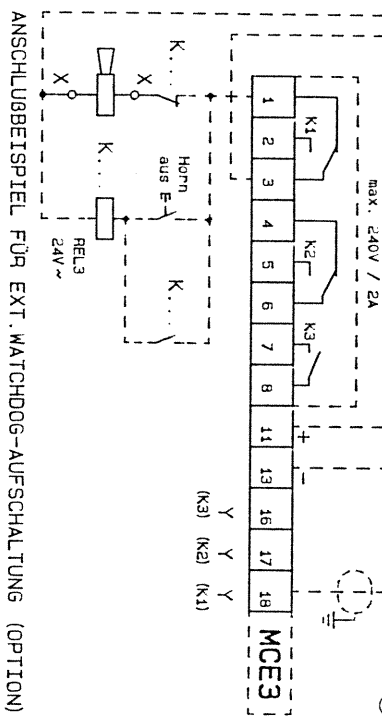 max. 240V / 2A
K1
K2
K3
1
2
3
4
5
6
7
8
11
13
16
17
18
MCE3
+
+
-
(K3)
(K2)
(K1)
K....
X
X
Horn
aus
K....
K....
REL3
24V~
ANSCHLUßBEISPIEL FÜR EXT.WATCHDOG-AUFSCHALTUNG (OPTION)